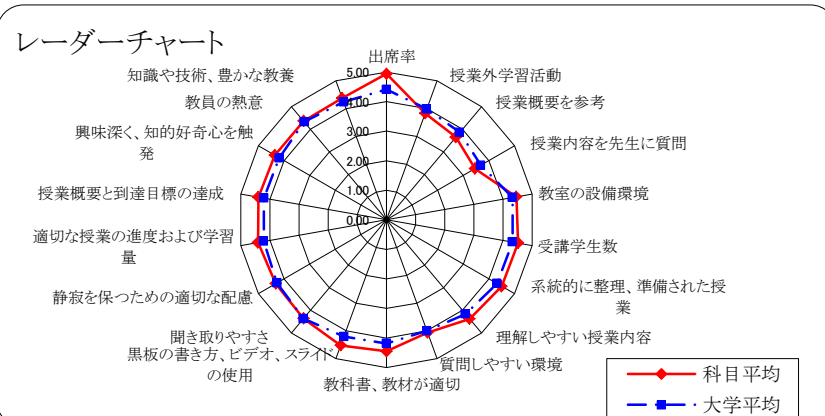 レーダーチャート
出席率
授業外学習活動
授業概要を参考
授業内容を先生に質問
教室の設備環境
受講学生数
系統的に整理、準備された授
業
理解しやすい授業内容
質問しやすい環境
教科書、教材が適切
黒板の書き方、ビデオ、スライド
の使用
聞き取りやすさ
静寂を保つための適切な配慮
適切な授業の進度および学習
量
授業概要と到達目標の達成
興味深く、知的好奇心を触
発
教員の熱意
知識や技術、豊かな教養
5.00
4.00
3.00
2.00
1.00
0.00
科目平均
大学平均